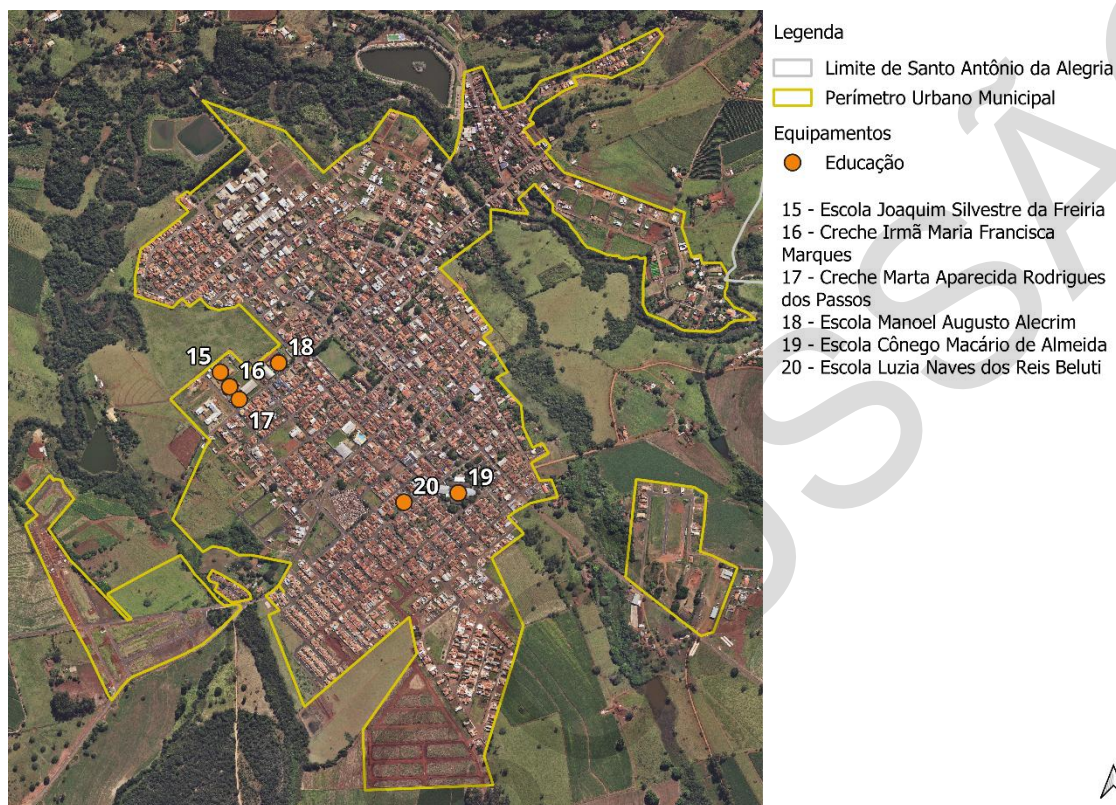 Legenda
Limite de Santo Antônio da Alegria
Perímetro Urbano Municipal
Equipamentos
Educação
15 - Escola Joaquim Silvestre da Freiria
16 - Creche Irmã Maria Francisca
Marques
17 - Creche Marta Aparecida Rodrigues
dos Passos
18 - Escola Manoel Augusto Alecrim
19 - Escola Cônego Macário de Almeida
20 - Escola Luzia Naves dos Reis Beluti
15
16
17
18
19
20